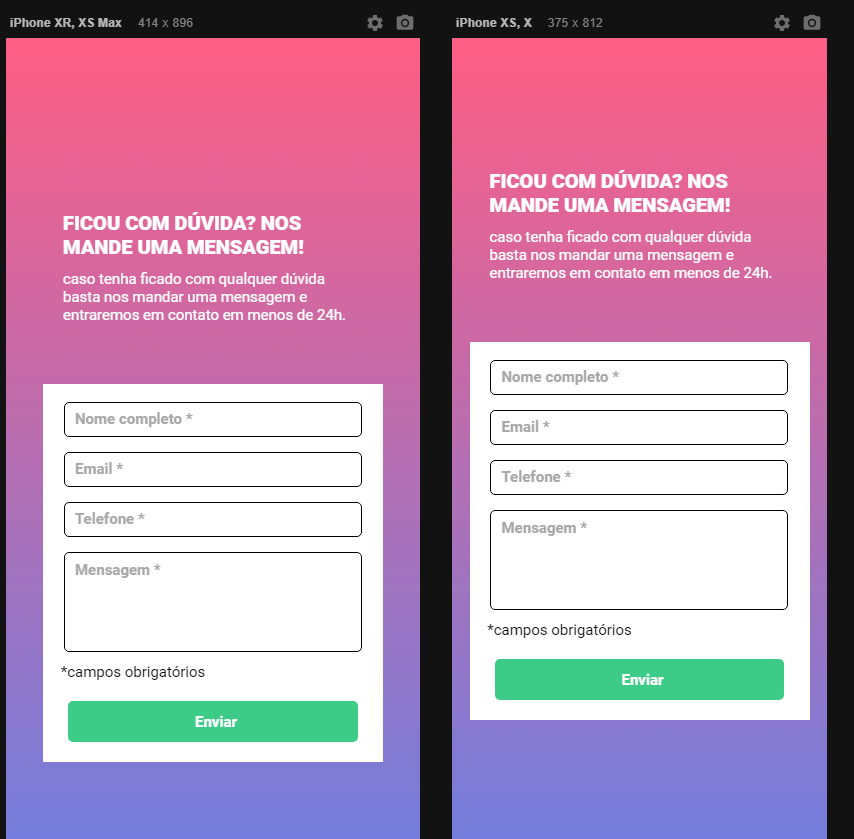 iPhone XR, XS Max 414 x 896
FICOU COM DÚVIDA? NOS
MANDE UMA MENSAGEM!
caso tenha ficado com qualquer dúvida
basta nos mandar uma mensagem e
entraremos em contato em menos de 24h.
Nome completo *
Email *
Telefone *
Mensagem *
*campos obrigatórios
Enviar
iPhone XS, X 375 x 812
FICOU COM DÚVIDA? NOS
MANDE UMA MENSAGEM!
caso tenha ficado com qualquer dúvida
basta nos mandar uma mensagem e
entraremos em contato em menos de 24h.
Nome completo *
Email *
Telefone *
Mensagem *
*campos obrigatórios
Enviar